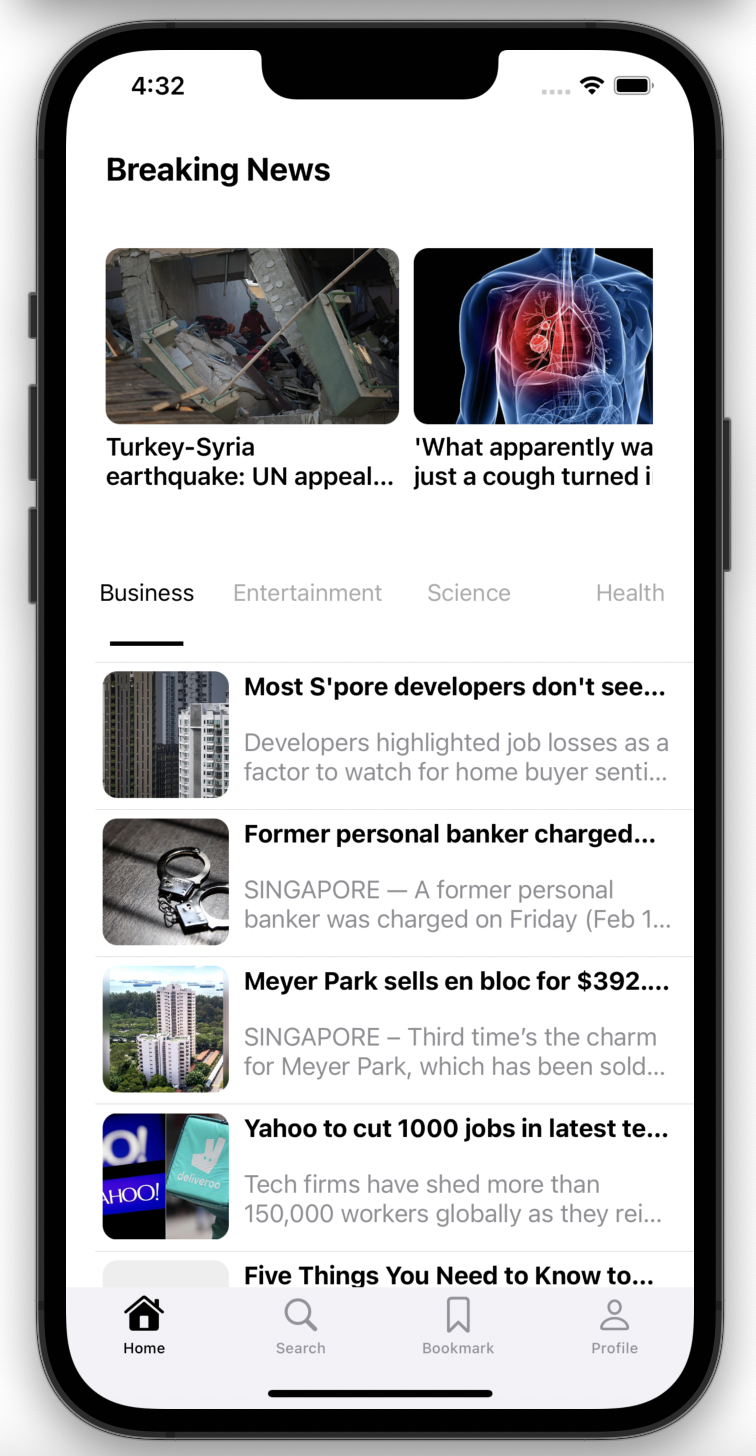 4:32
Breaking News
Turkey-Syria
earthquake: UN appeal...
'What apparently wa
just a cough turned i
Business Entertainment Science Health
Most S'pore developers don't see...
Developers highlighted job losses as a
factor to watch for home buyer senti...
Former personal banker charged...
SINGAPORE — A former personal
banker was charged on Friday (Feb 1...
Meyer Park sells en bloc for $392....
SINGAPORE – Third time’s the charm
for Meyer Park, which has been sold...
O!
AHOO!
deliveroo
Yahoo to cut 1000 jobs in latest te...
Tech firms have shed more than
150,000 workers globally as they rei...
Five Things You Need to Know to...
Home Search Bookmark Profile